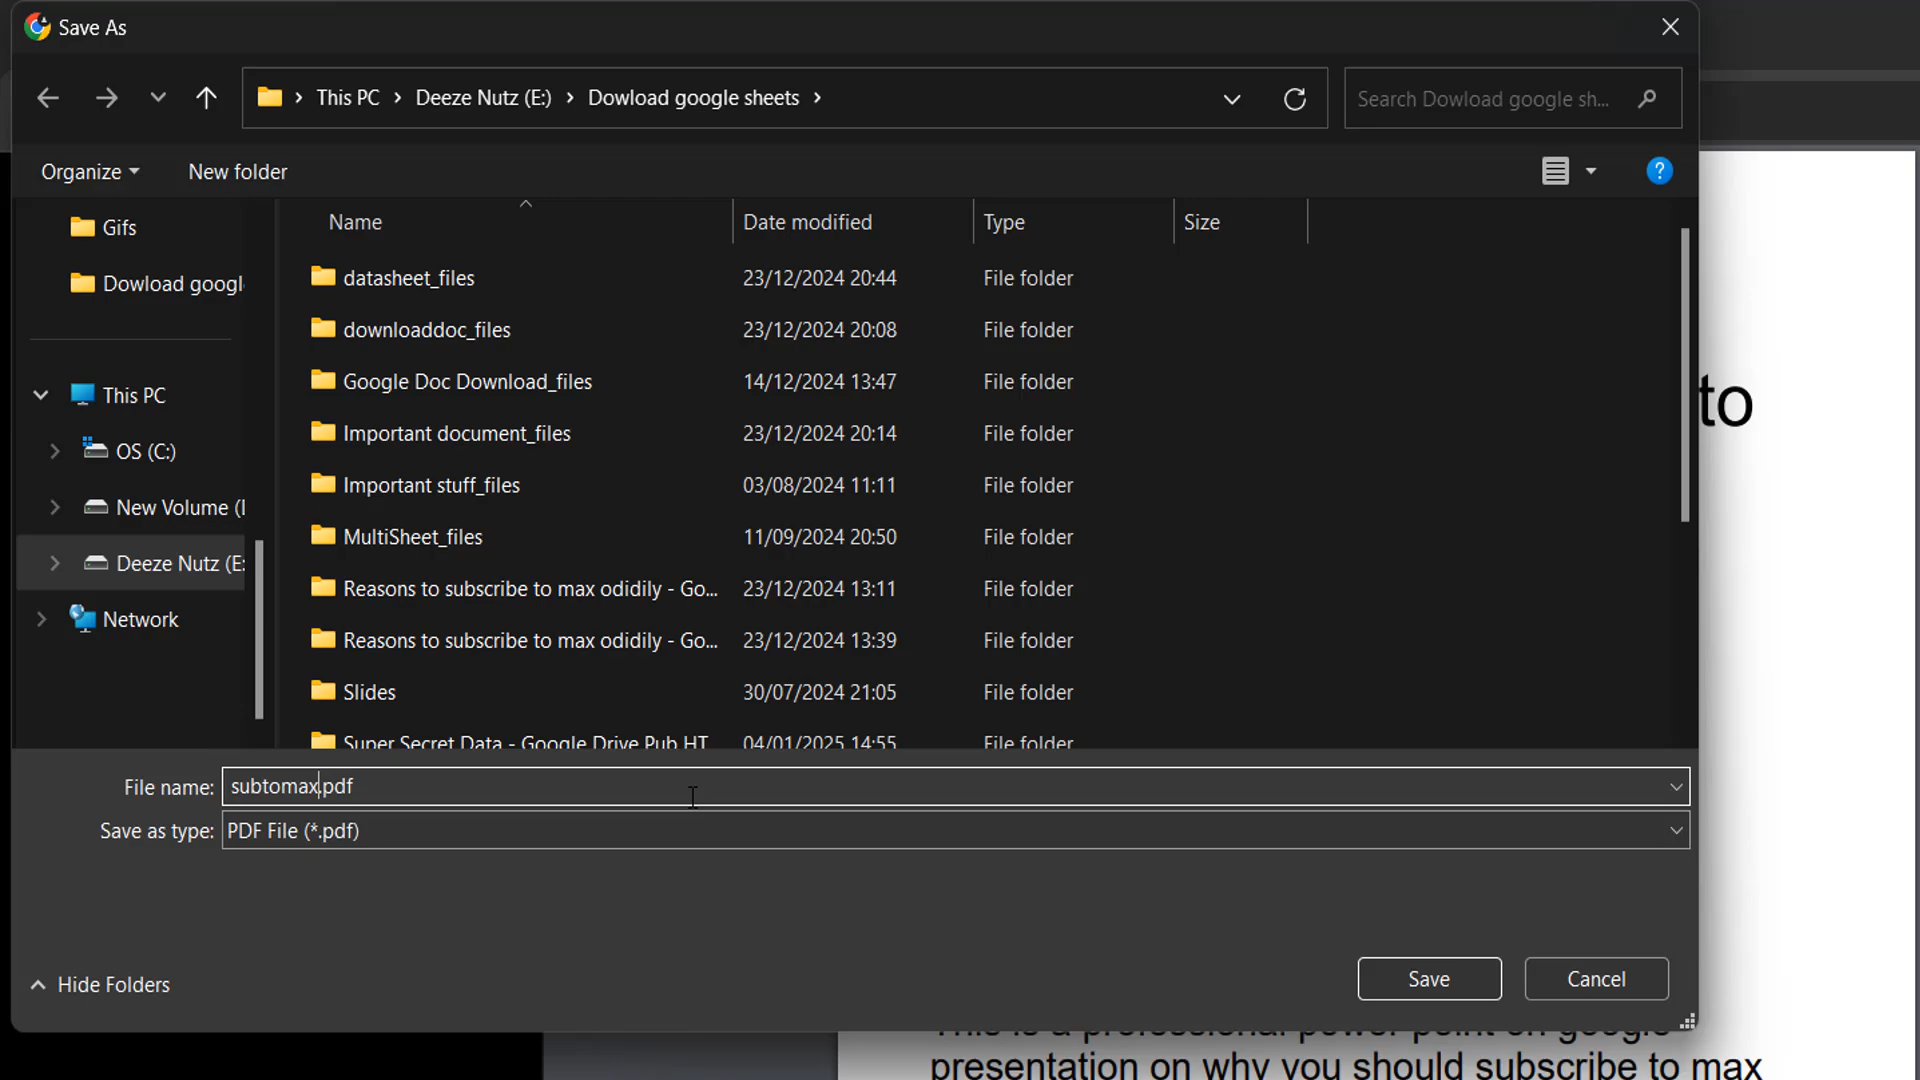 Save As
This PC > Deeze Nutz (E:) > Dowload google sheets >
Search Dowload google sh...
Organize
New folder
?
Gifs
Dowload googl
This PC
OS (C:)
New Volume (
Deeze Nutz (E:
Network
Name Date modified Type Size
datasheet_files 23/12/2024 20:44 File folder
downloaddoc_files 23/12/2024 20:08 File folder
Google Doc Download_files 14/12/2024 13:47 File folder
Important document_files 23/12/2024 20:14 File folder
Important stuff_files 03/08/2024 11:11 File folder
MultiSheet_files 11/09/2024 20:50 File folder
Reasons to subscribe to max odidily - Go... 23/12/2024 13:11 File folder
Reasons to subscribe to max odidily - Go... 23/12/2024 13:39 File folder
Slides 30/07/2024 21:05 File folder
Super Secret Data - Google Drive Pub HT 04/01/2025 14:55 File folder
to
File name: subtomax.pdf
Save as type: PDF File (*.pdf)
Hide Folders
Save
Cancel
This is a professional power point on google
presentation on why you should subscribe to max